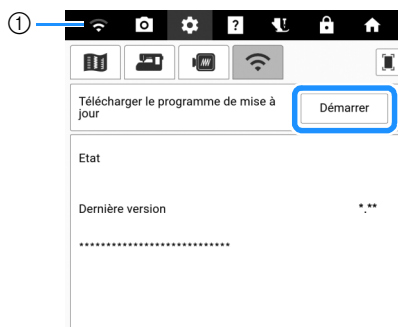 ①
?
Télécharger le programme de mise à
jour
Démarrer
Etat
Dernière version *.**
****************************